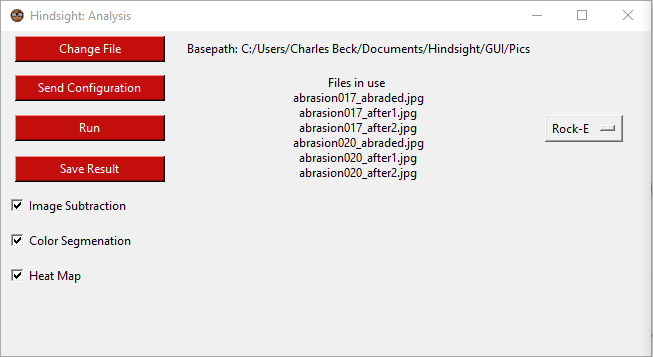 Hindsight: Analysis
Change File
Basepath: C:/Users/Charles Beck/Documents/Hindsight/GUI/Pics
Send Configuration
Files in use
abrasion017_abraded.jpg
abrasion017_after1.jpg
abrasion017_after2.jpg
abrasion020_abraded.jpg
abrasion020_after1.jpg
abrasion020_after2.jpg
Rock-E
Run
Save Result
Image Subtraction
Color Segmenation
Heat Map